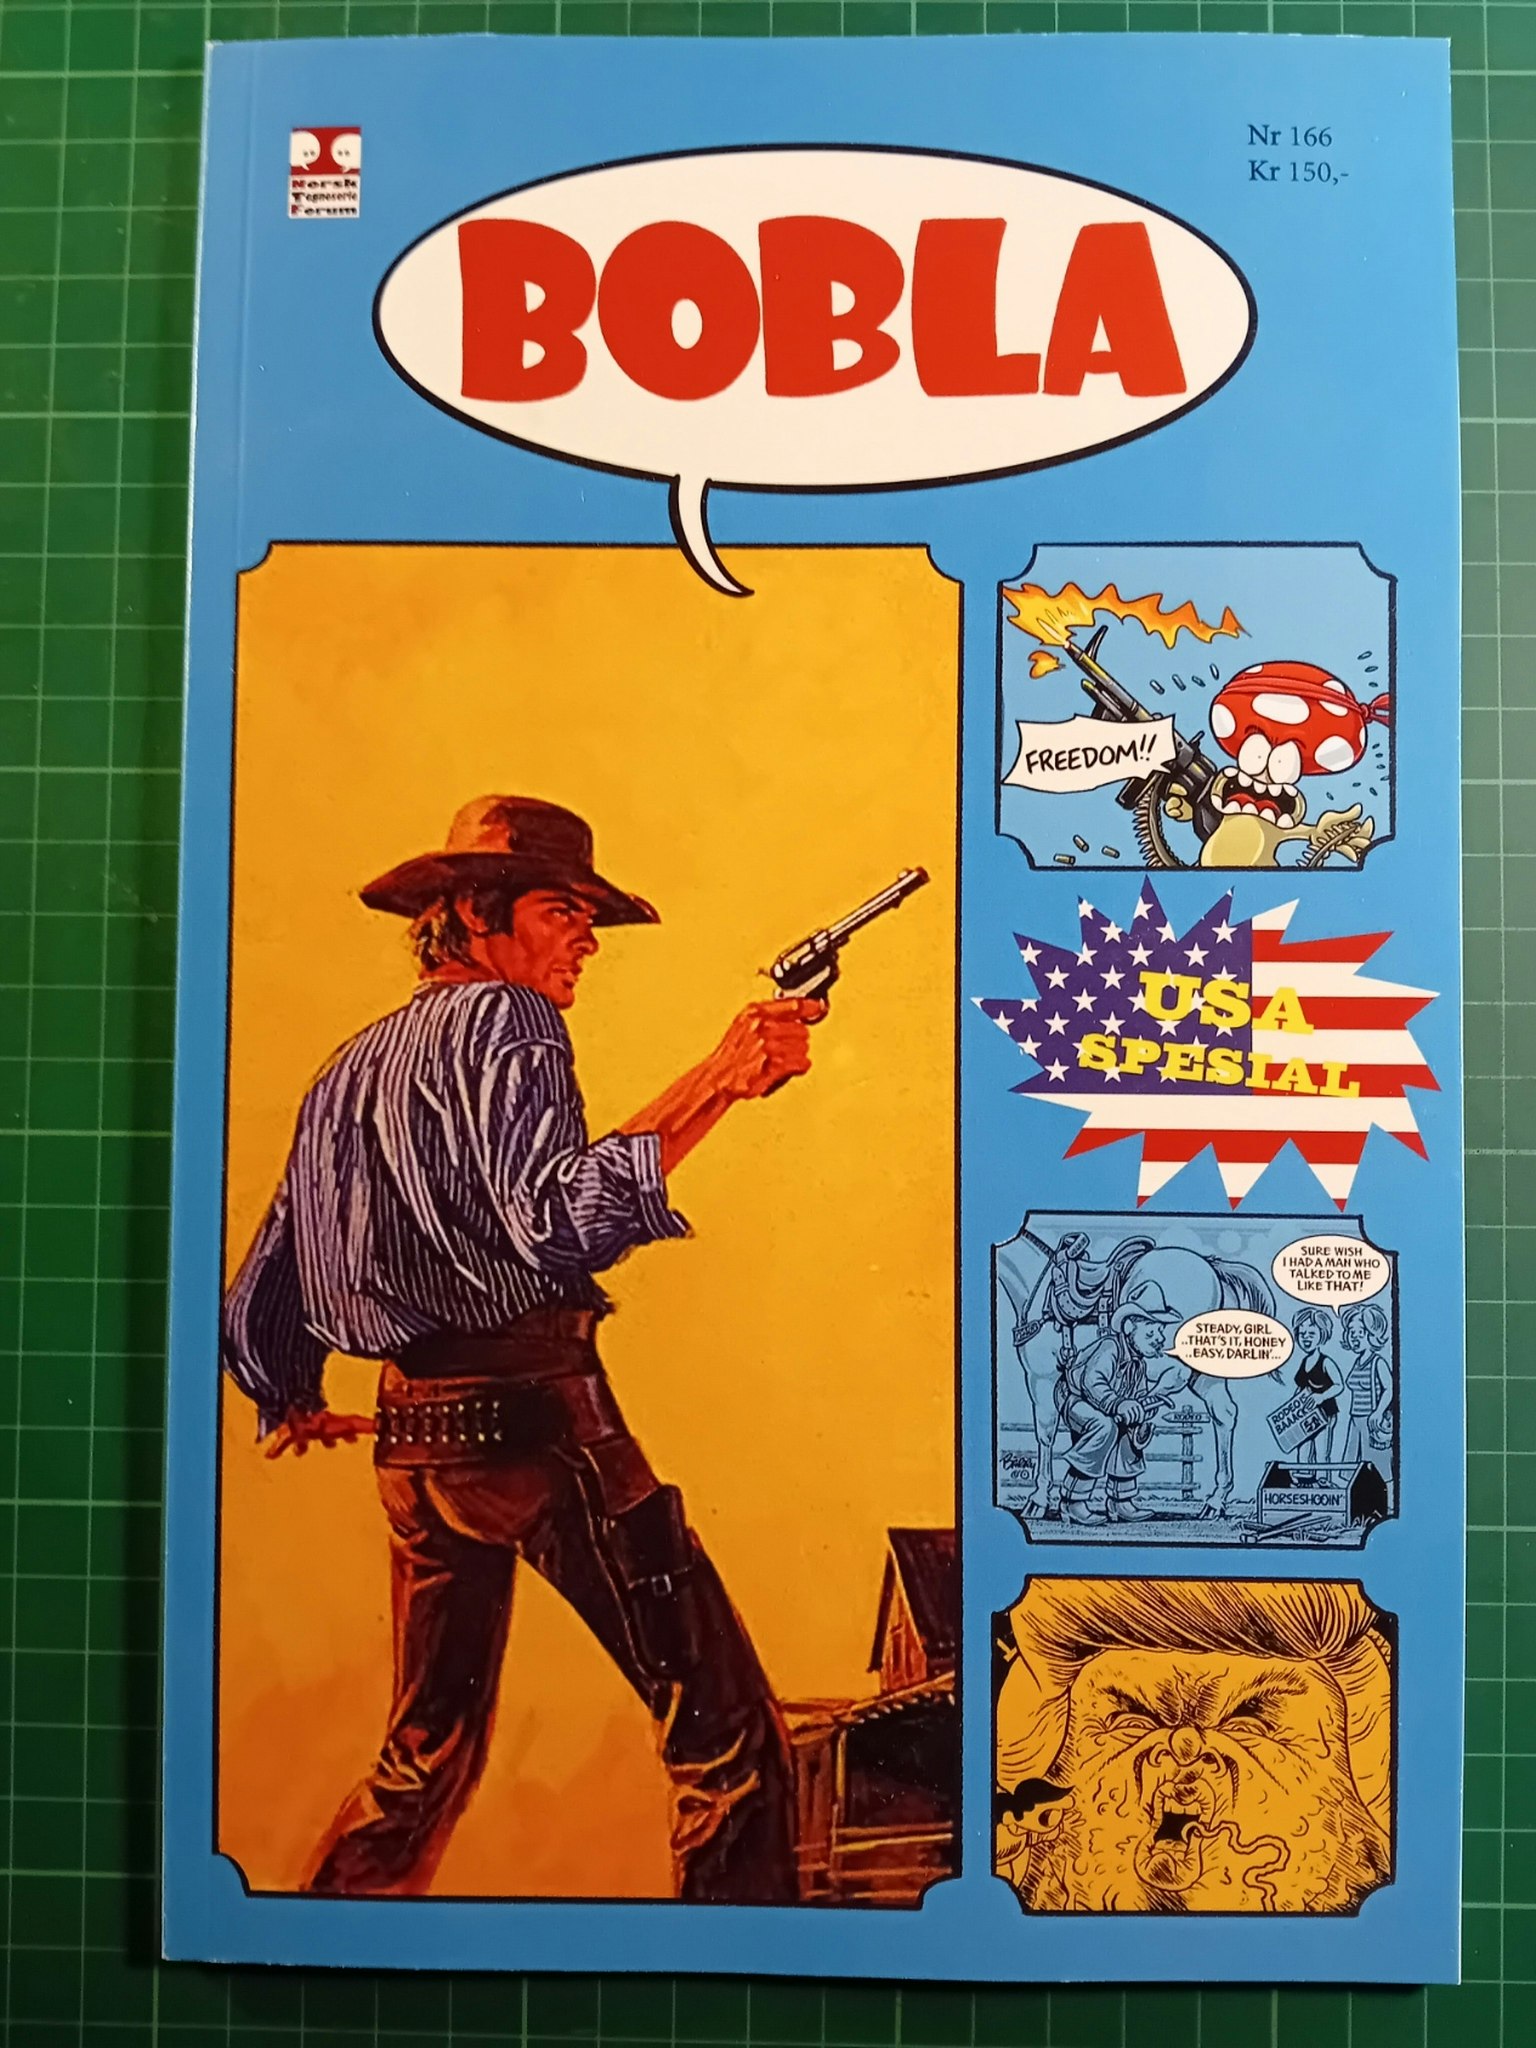 Norsk
Tegneserie
Forum
Nr 166
Kr 150,-
BOBLA
FREEDOM!!
USA
SPESIAL
SURE WISH
I HAD A MAN WHO
TALKED TO ME
LIKE THAT!
STEADY, GIRL
..THAT'S IT, HONEY
..EASY, DARLIN'...
RODEO
HORSESHOOIN'